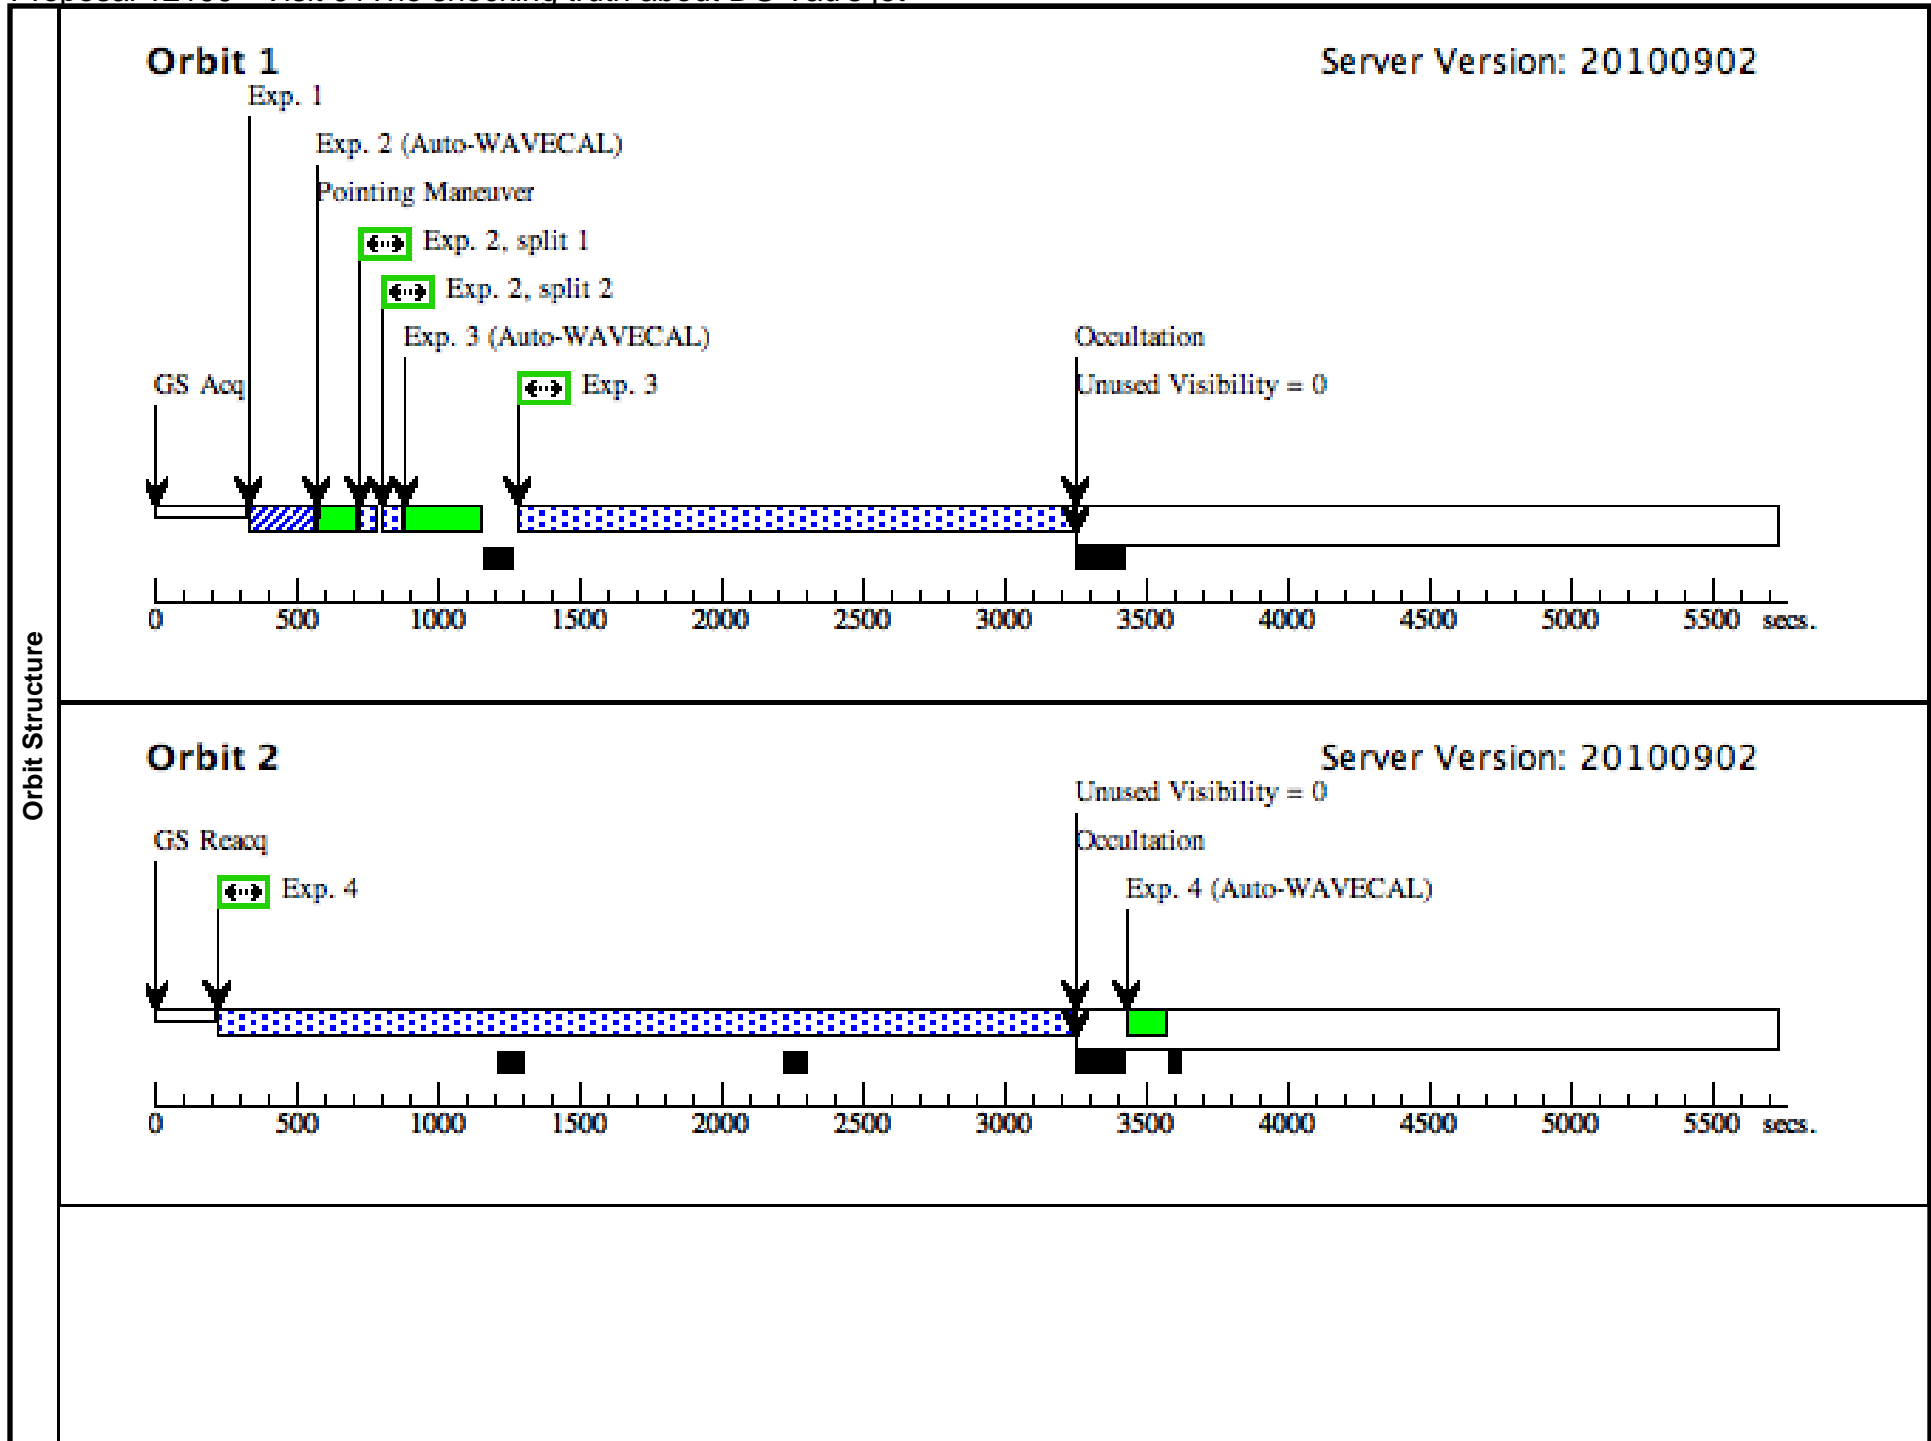 Orbit 1
Server Version: 20100902
Exp. 1
Exp. 2 (Auto-WAVECAL)
Pointing Maneuver
Exp. 2, split 1
Exp. 2, split 2
Exp. 3 (Auto-WAVECAL)
Occultation
GS Acq
Exp. 3
Unused Visibility = 0
0 500 1000 1500 2000 2500 3000 3500 4000 4500 5000 5500 secs.
Orbit Structure
Orbit 2
Server Version: 20100902
Unused Visibility = 0
GS Reacq
Occultation
Exp. 4
Exp. 4 (Auto-WAVECAL)
0 500 1000 1500 2000 2500 3000 3500 4000 4500 5000 5500 secs.